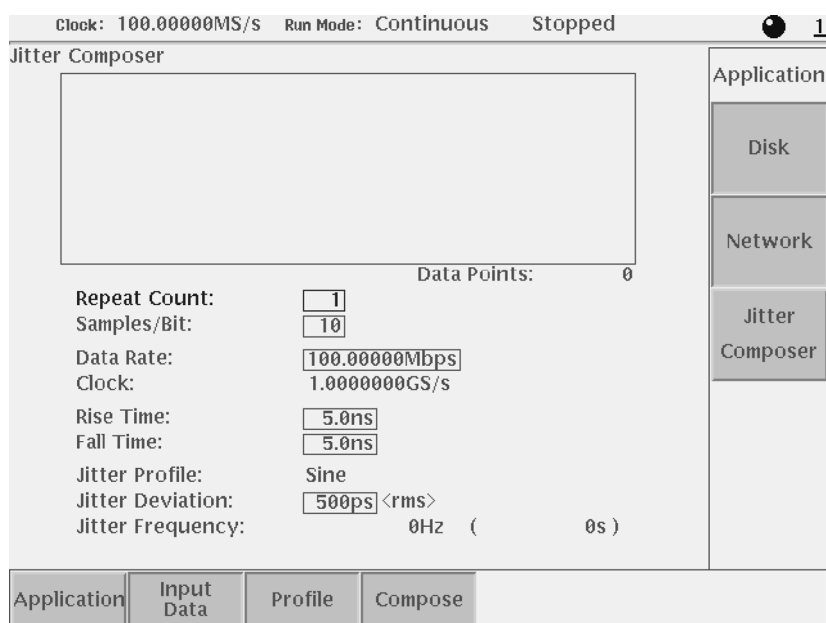 Clock: 100.00000MS/s Run Mode: Continuous Stopped 1
Jitter Composer
Application
Disk
Network
Jitter
Composer
Data Points: 0
Repeat Count: 1
Samples/Bit: 10
Data Rate: 100.00000Mbps
Clock: 1.0000000GS/s
Rise Time: 5.0ns
Fall Time: 5.0ns
Jitter Profile: Sine
Jitter Deviation: 500ps <rms>
Jitter Frequency: 0Hz ( 0s )
Application
Input
Data
Profile
Compose